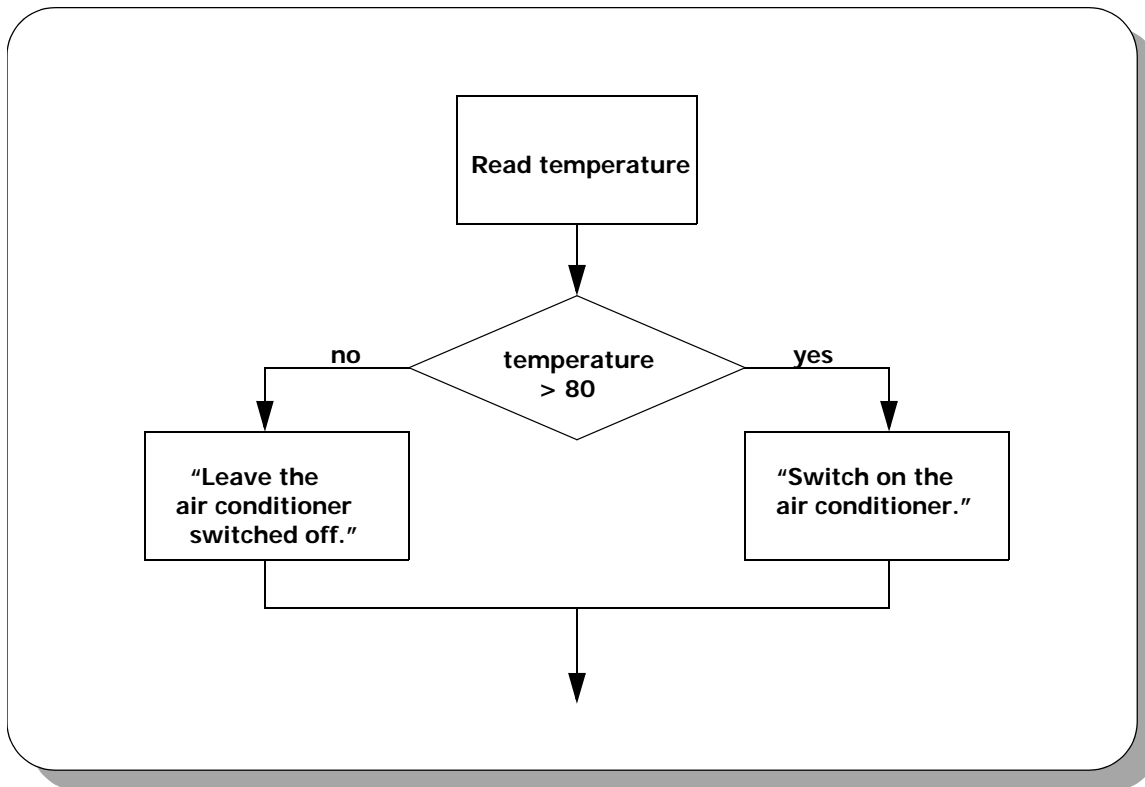 Read temperature
no
temperature
> 80
yes
“Leave the
air conditioner
switched off.”
“Switch on the
air conditioner.”